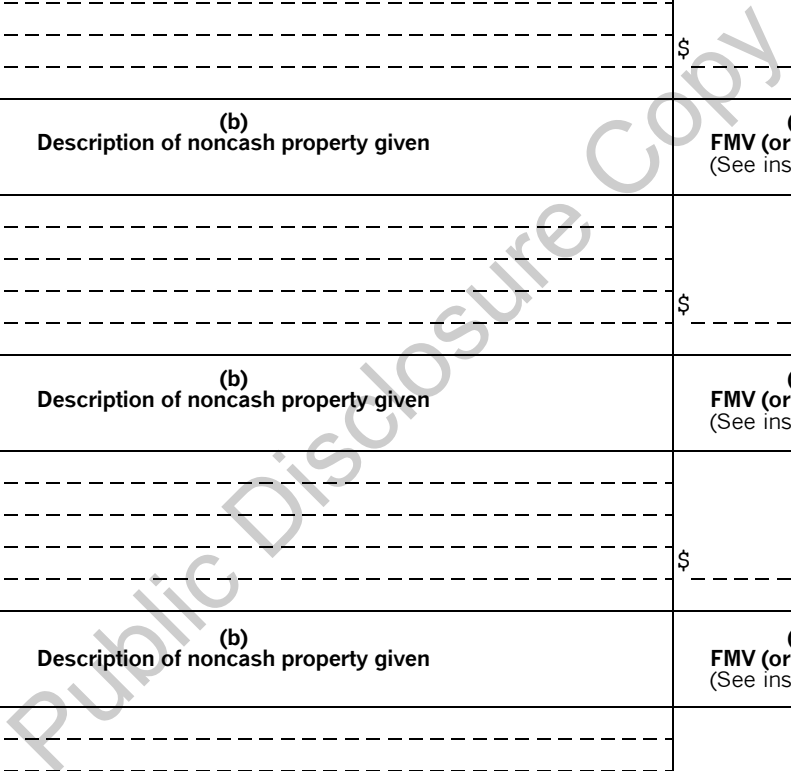 $
(b)
Description of noncash property given
FMV (or
(See ins
$
(b)
Description of noncash property given
FMV (or
(See ins
$
(b)
Description of noncash property given
FMV (or
(See ins
Public Disclosure Copy